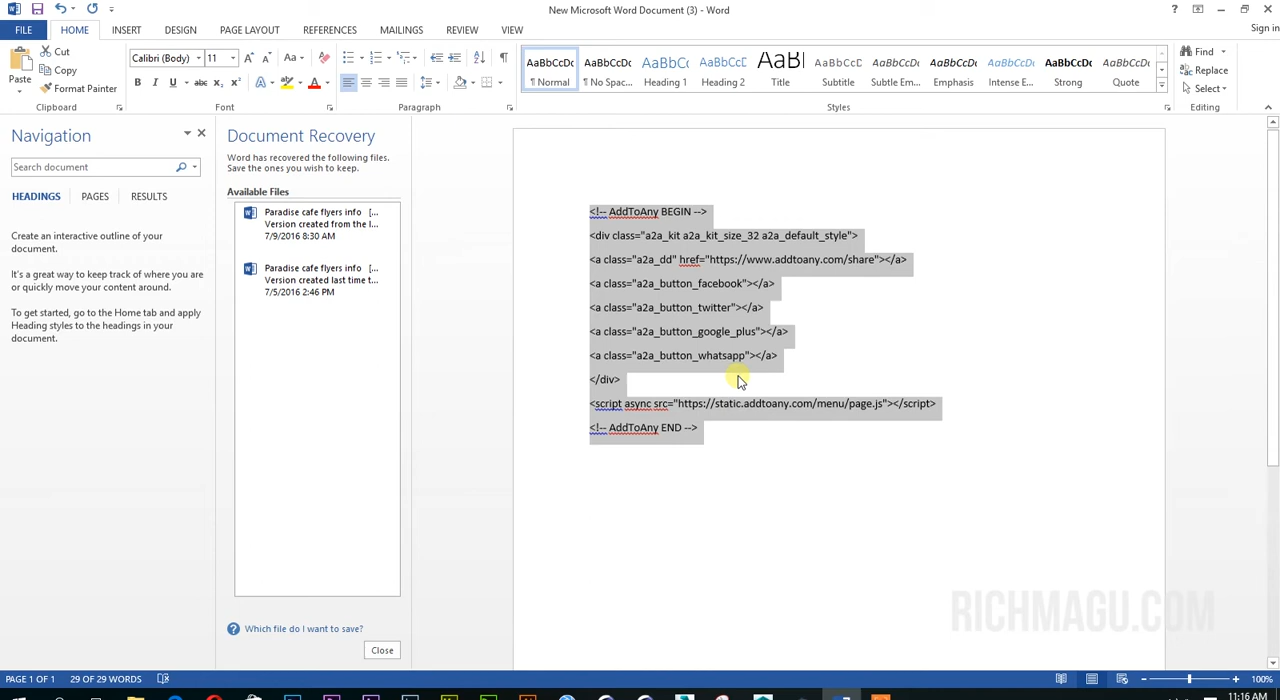 New Microsoft Word Document (3) - Word
?
FILE
HOME
INSERT
DESIGN
PAGE LAYOUT
REFERENCES
MAILINGS
REVIEW
VIEW
Sign in
Paste
Cut
Copy
Format Painter
Clipboard
Calibri (Body)
11
Font
Paragraph
AaBbCcDc
¶ Normal
AaBbCcDc
¶ No Spac...
AaBbCc
Heading 1
AaBbCcD
Heading 2
AaBl
Title
AaBbCcD
Subtitle
AaBbCcDc
Subtle Em...
AaBbCcDc
Emphasis
AaBbCcDc
Intense E...
AaBbCcDc
Strong
AaBbCcDc
Quote
Styles
Find
Replace
Select
Editing
Navigation
Search document
HEADINGS
PAGES
RESULTS
Create an interactive outline of your
document.
It's a great way to keep track of where you are
or quickly move your content around.
To get started, go to the Home tab and apply
Heading styles to the headings in your
document.
Document Recovery
Word has recovered the following files.
Save the ones you wish to keep.
Available Files
Paradise cafe flyers info [...
Version created from the l...
7/9/2016 8:30 AM
Paradise cafe flyers info [...
Version created last time t...
7/5/2016 2:46 PM
Which file do I want to save?
Close
<!-- AddToAny BEGIN -->
<div class="a2a_kit a2a_kit_size_32 a2a_default_style">
<a class="a2a_dd" href="https://www.addtoany.com/share"></a>
<a class="a2a_button_facebook"></a>
<a class="a2a_button_twitter"></a>
<a class="a2a_button_google_plus"></a>
<a class="a2a_button_whatsapp"></a>
</div>
<script async src="https://static.addtoany.com/menu/page.js"></script>
<!-- AddToAny END -->
RICHMAGU.COM
PAGE 1 OF 1
29 OF 29 WORDS
100%
11:16 AM